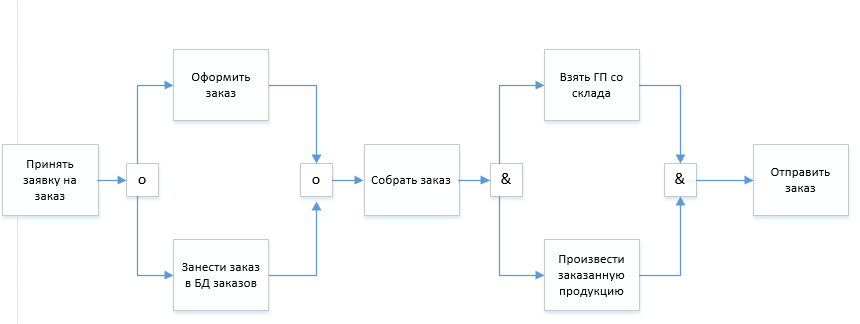 Оформить
заказ
Взять ГП со
склада
Принять
заявку на
заказ
о
о
Собрать заказ
&
&
Отправить
заказ
Занести заказ
в БД заказов
Произвести
заказанную
продукцию